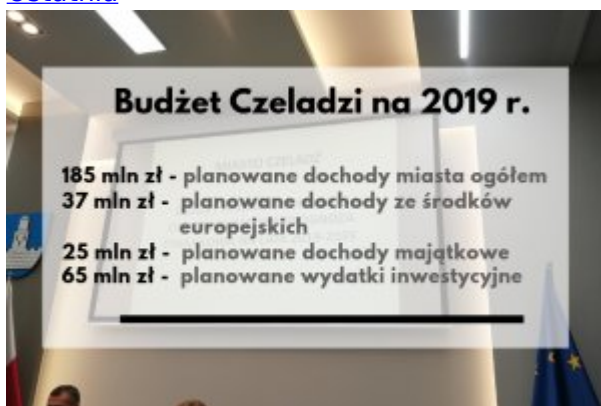 Budżet Czeladzi na 2019 r.
185 mln zł - planowane dochody miasta ogółem
37 mln zł - planowane dochody ze środków
europejskich
25 mln zł - planowane dochody majątkowe
65 mln zł - planowane wydatki inwestycyjne